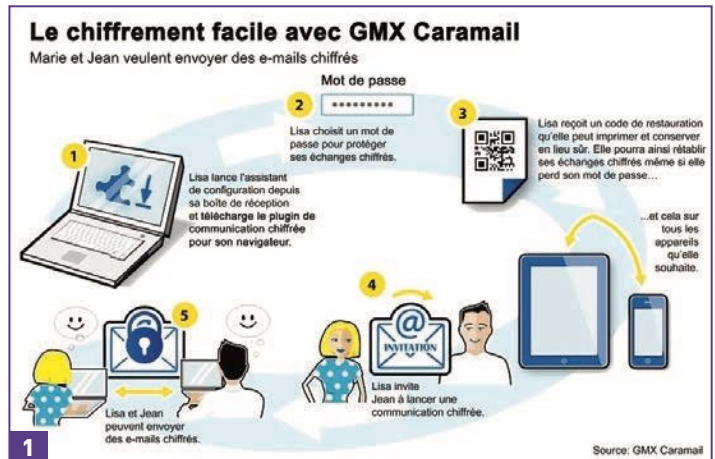 Le chiffrement facile avec GMX Caramail
Marie et Jean veulent envoyer des e-mails chiffrés
Mot de passe
2
•••••••••
Lisa choisit un mot de
passe pour protéger
ses échanges chiffrés.
3
Lisa reçoit un code de restauration
qu'elle peut imprimer et conserver
en lieu sûr. Elle pourra ainsi rétablir
ses échanges chiffrés même si elle
perd son mot de passe...
1
Lisa lance l'assistant
de configuration depuis
sa boîte de réception
et télécharge le plugin de
communication chiffrée
pour son navigateur.
...et cela sur
tous les
appareils
qu'elle
souhaite.
4
@
INVITATION
Lisa invite
Jean à lancer une
communication chiffrée.
5
Lisa et Jean
peuvent envoyer
des e-mails chiffrés.
1
Source: GMX Caramail